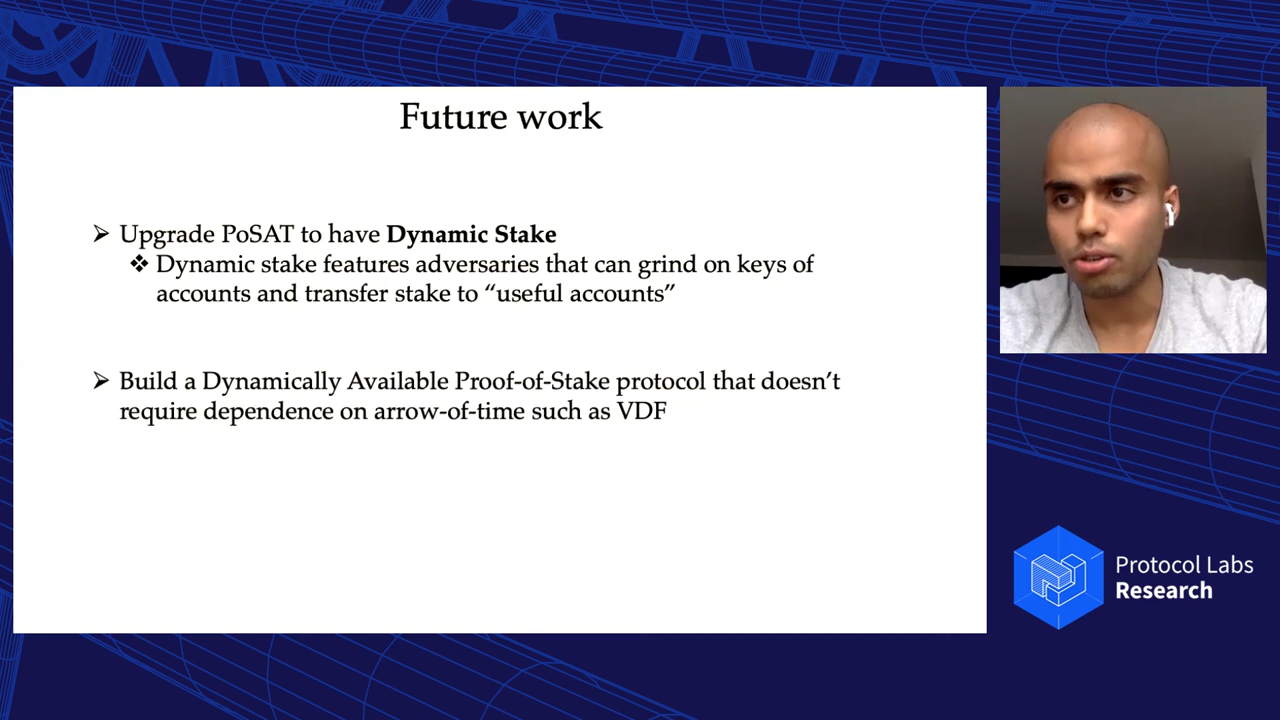 Future work
➢ Upgrade PoSAT to have Dynamic Stake
❖ Dynamic stake features adversaries that can grind on keys of
accounts and transfer stake to “useful accounts”
➢ Build a Dynamically Available Proof-of-Stake protocol that doesn’t
require dependence on arrow-of-time such as VDF
Protocol Labs
Research